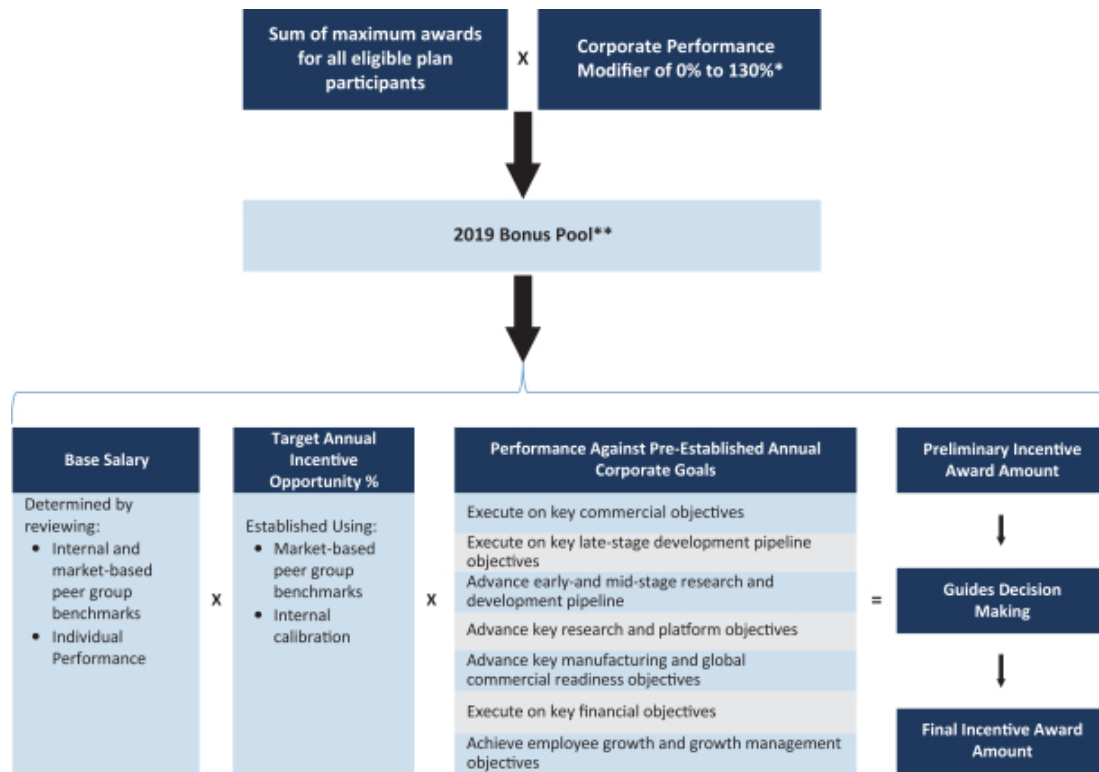 Sum of maximum awards
for all eligible plan
participants
X
Corporate Performance
Modifier of 0% to 130%*
2019 Bonus Pool**
Base Salary
Determined by
reviewing:
• Internal and
market-based
peer group
benchmarks
• Individual
Performance
X
Target Annual
Incentive
Opportunity %
Established Using:
• Market-based
peer group
benchmarks
• Internal
calibration
X
Performance Against Pre-Established Annual
Corporate Goals
Execute on key commercial objectives
Execute on key late-stage development pipeline
objectives
Advance early-and mid-stage research and
development pipeline
Advance key research and platform objectives
Advance key manufacturing and global
commercial readiness objectives
Execute on key financial objectives
Achieve employee growth and growth management
objectives
=
Preliminary Incentive
Award Amount
Guides Decision
Making
Final Incentive Award
Amount